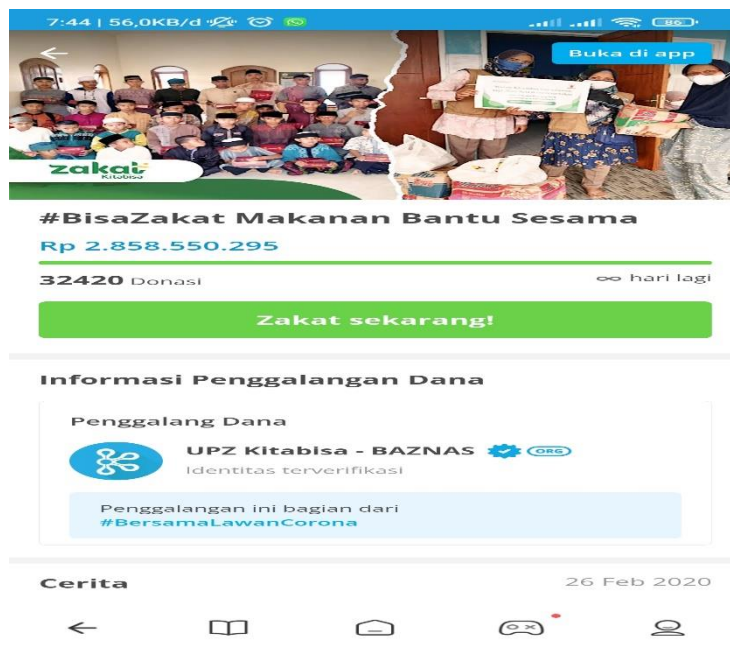 7:44 | 56,0KB/d
86
Buka di app
zakat
Kitabisa
#BisaZakat Makanan Bantu Sesama
Rp 2.858.550.295
32420 Donasi
∞ hari lagi
Zakat sekarang!
Informasi Penggalangan Dana
Penggalang Dana
UPZ Kitabisa - BAZNAS ORG
Identitas terverifikasi
Penggalangan ini bagian dari
#BersamaLawanCorona
Cerita
26 Feb 2020